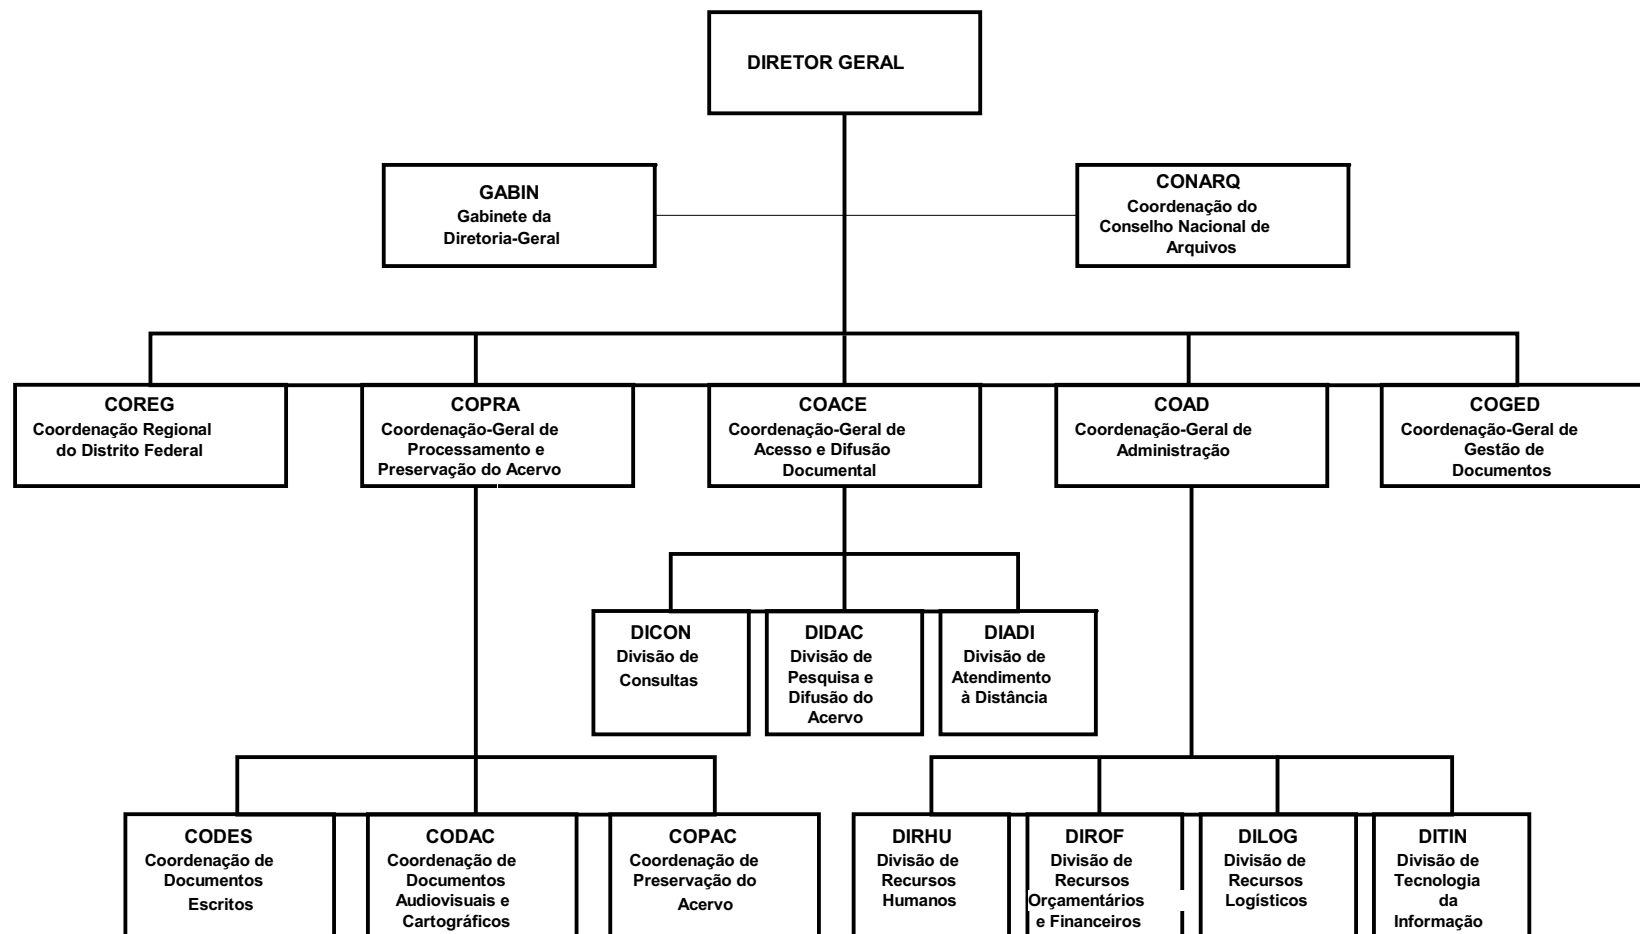 DIRETOR GERAL
GABIN
Gabinete da
Diretoria-Geral
CONARQ
Coordenação do
Conselho Nacional de
Arquivos
COREG
Coordenação Regional
do Distrito Federal
COPRA
Coordenação-Geral de
Processamento e
Preservação do Acervo
COACE
Coordenação-Geral de
Acesso e Difusão
Documental
COAD
Coordenação-Geral de
Administração
COGED
Coordenação-Geral de
Gestão de
Documentos
DICON
Divisão de
Consultas
DIDAC
Divisão de
Pesquisa e
Difusão do
Acervo
DIADI
Divisão de
Atendimento
à Distância
CODES
Coordenação de
Documentos
Escritos
CODAC
Coordenação de
Documentos
Audiovisuais e
Cartográficos
COPAC
Coordenação de
Preservação do
Acervo
DIRHU
Divisão de
Recursos
Humanos
DIROF
Divisão de
Recursos
Orçamentários
e Financeiros
DILOG
Divisão de
Recursos
Logísticos
DITIN
Divisão de
Tecnologia
da
Informação